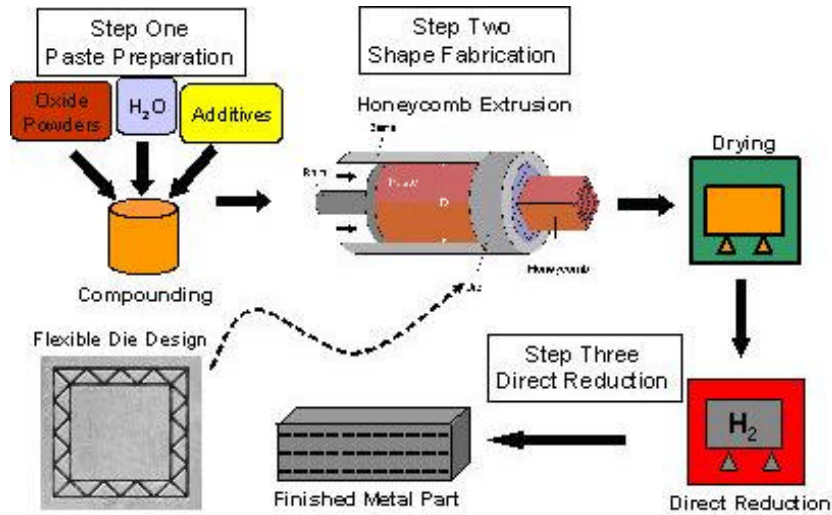 Step One
Paste Preparation
Step Two
Shape Fabrication
Oxide
Powders
H₂O
Additives
Honeycomb Extrusion
Drying
Compounding
Honeycomb
Flexible Die Design
Step Three
Direct Reduction
H₂
Finished Metal Part
Direct Reduction